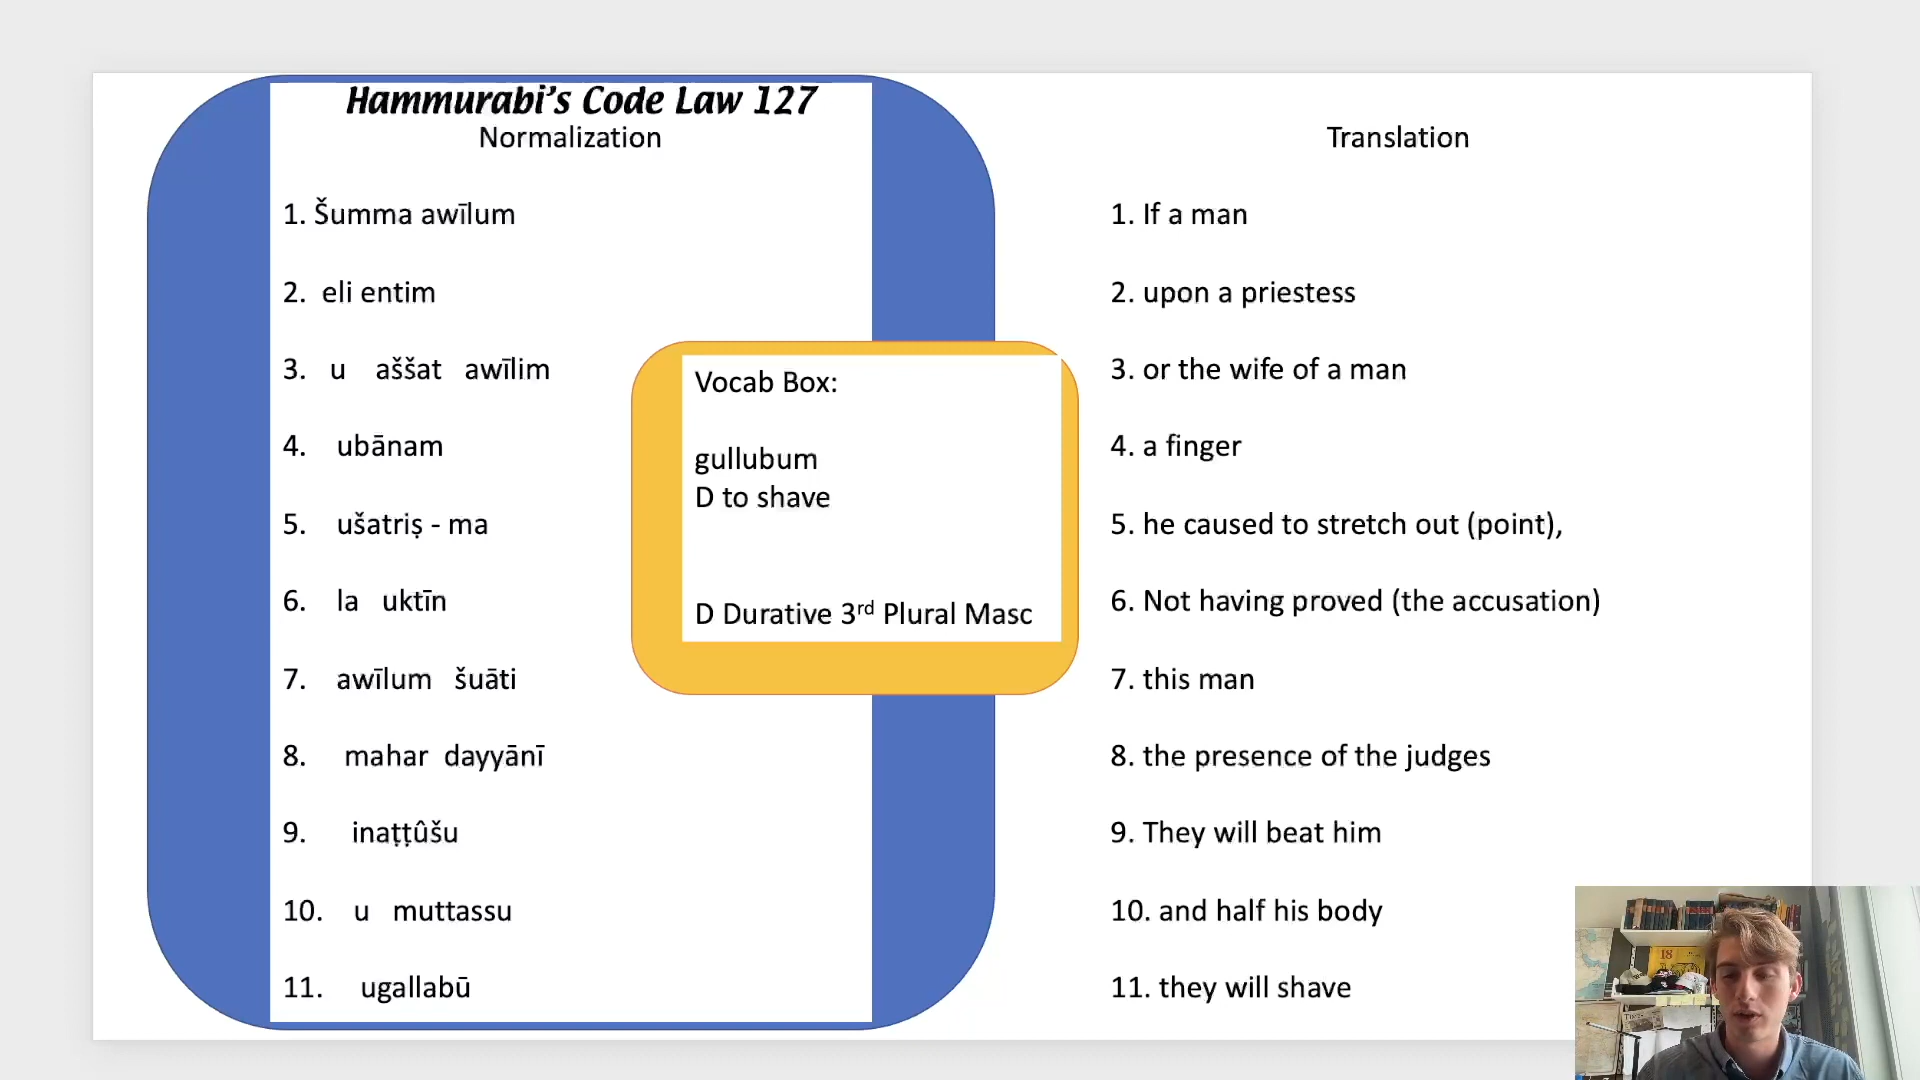 Hammurabi's Code Law 127
Normalization
1. Šumma awīlum
2. eli entim
3. u aššat awīlim
4. ubānam
5. ušatriṣ - ma
6. la uktīn
7. awīlum šuāti
8. mahar dayyānī
9. inaṭṭûšu
10. u muttassu
11. ugallabū
Vocab Box:
gullubum
D to shave
D Durative 3rd Plural Masc
Translation
1. If a man
2. upon a priestess
3. or the wife of a man
4. a finger
5. he caused to stretch out (point),
6. Not having proved (the accusation)
7. this man
8. the presence of the judges
9. They will beat him
10. and half his body
11. they will shave
18